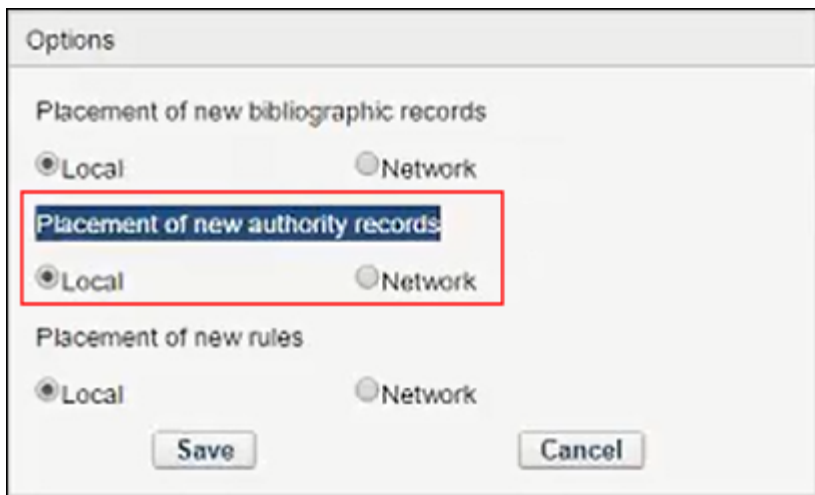 Options
Placement of new bibliographic records
Local Network
Placement of new authority records
Local Network
Placement of new rules
Local Network
Save Cancel